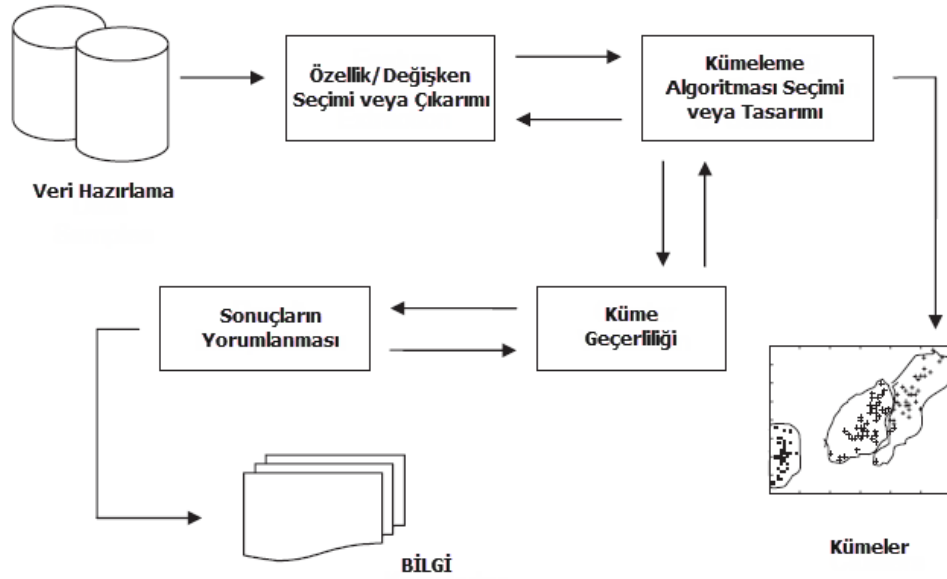 Özellik/Değişken
Seçimi veya Çıkarımı
Kümeleme
Algoritması Seçimi
veya Tasarımı
Veri Hazırlama
Sonuçların
Yorumlanması
Küme
Geçerliliği
BİLGİ
Kümeler